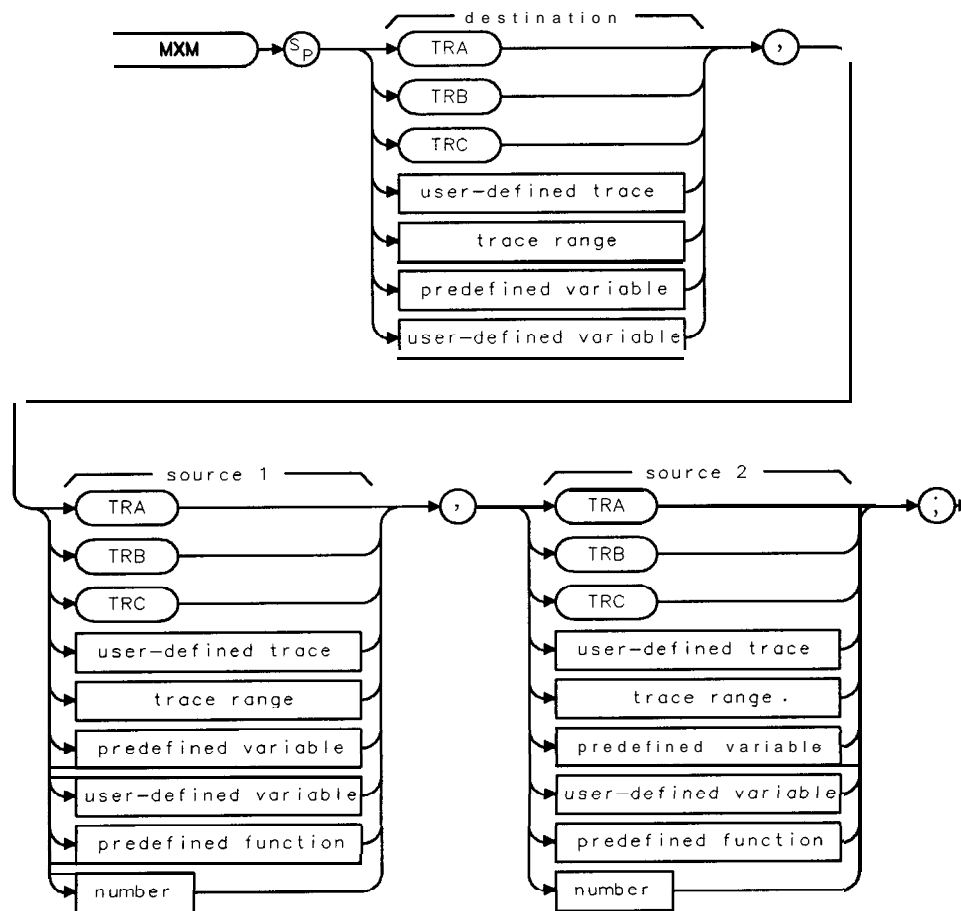 destination
MXM
SP
TRA
,
TRB
TRC
user-defined trace
trace range
predefined variable
user-defined variable
source 1
TRA
,
TRB
TRC
user-defined trace
trace range
predefined variable
user-defined variable
predefined function
number
source 2
TRA
;
TRB
TRC
user-defined trace
trace range.
predefined variable
user-defined variable
predefined function
number